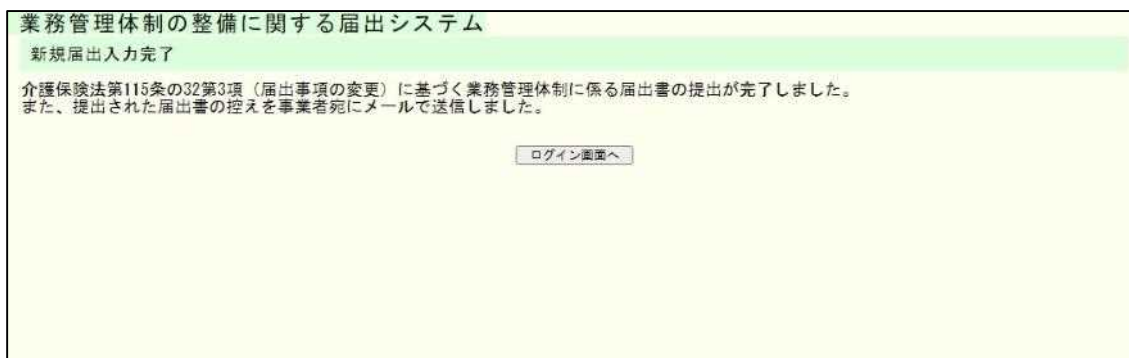 業務管理体制の整備に関する届出システム
新規届出入力完了
介護保険法第115条の32第3項（届出事項の変更）に基づく業務管理体制に係る届出書の提出が完了しました。
また、提出された届出書の控えを事業者宛にメールで送信しました。
ログイン画面へ